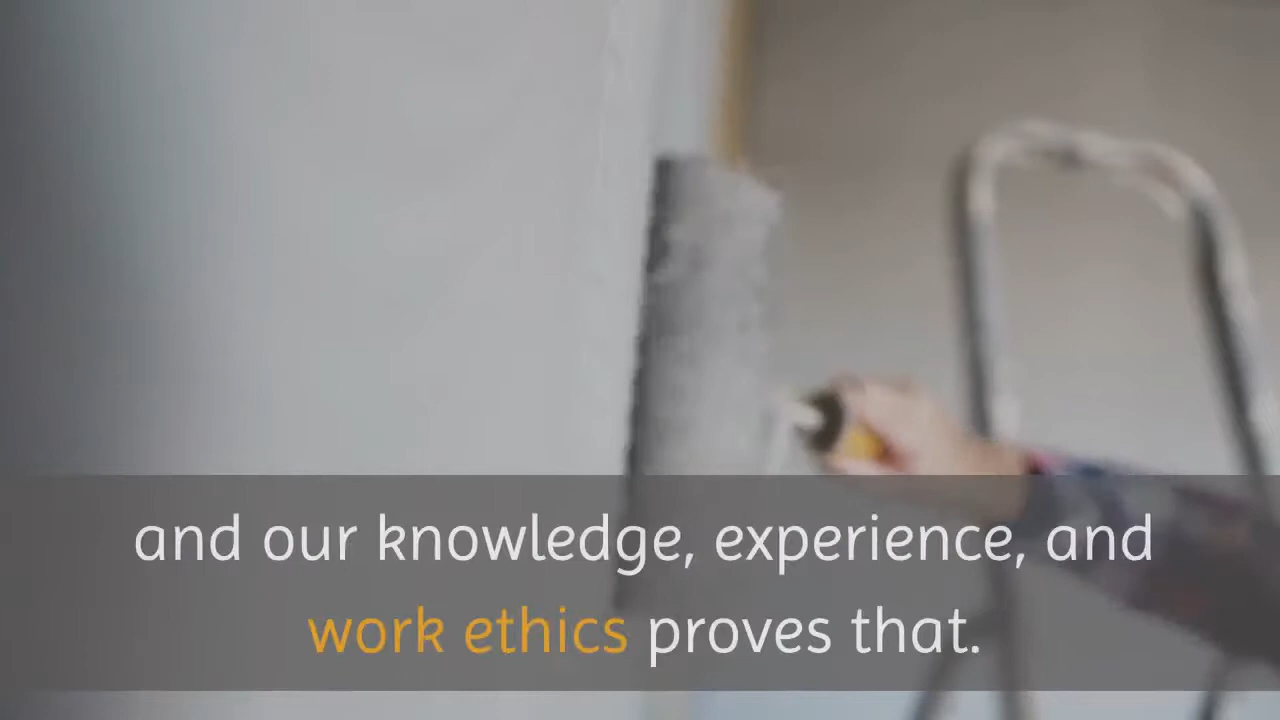 and our knowledge, experience, and
work ethics proves that.